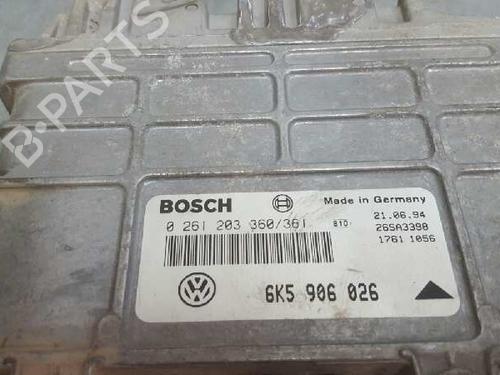 B-PARTS
BOSCH
Made in Germany
0 261 203 360/361
B10
21.06.94
26SA3398
1761 1056
6K5 906 026